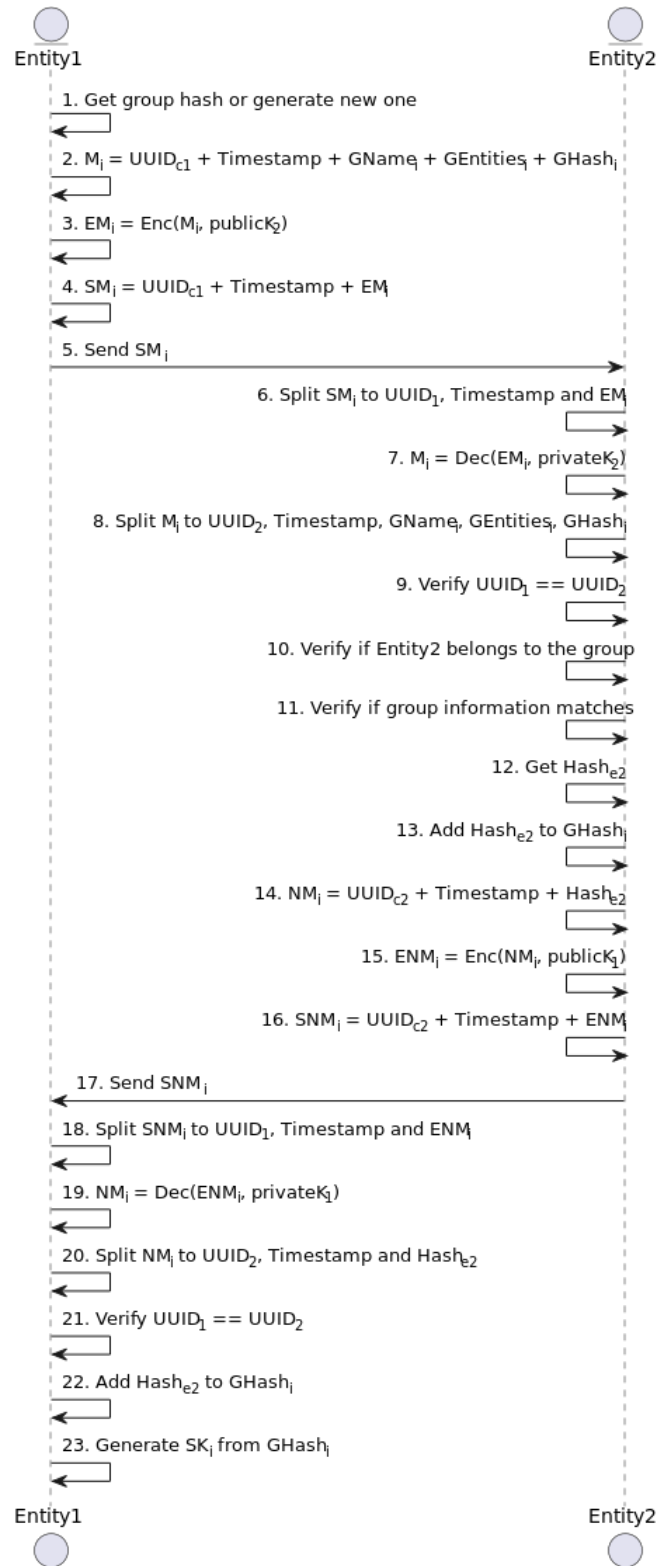 Entity1 Entity2
1. Get group hash or generate new one
2. Mi = UUIDc1 + Timestamp + GNamei + GEntitiesi + GHashi
3. EMi = Enc(Mi, publicK2)
4. SMi = UUIDc1 + Timestamp + EMi
5. Send SMi
6. Split SMi to UUID1, Timestamp and EMi
7. Mi = Dec(EMi, privateK2)
8. Split Mi to UUID2, Timestamp, GNamei, GEntitiesi, GHashi
9. Verify UUID1 == UUID2
10. Verify if Entity2 belongs to the group
11. Verify if group information matches
12. Get Hashe2
13. Add Hashe2 to GHashi
14. NMi = UUIDc2 + Timestamp + Hashe2
15. ENMi = Enc(NMi, publicK1)
16. SNMi = UUIDc2 + Timestamp + ENMi
17. Send SNMi
18. Split SNMi to UUID1, Timestamp and ENMi
19. NMi = Dec(ENMi, privateK1)
20. Split NMi to UUID2, Timestamp and Hashe2
21. Verify UUID1 == UUID2
22. Add Hashe2 to GHashi
23. Generate SKi from GHashi
Entity1 Entity2